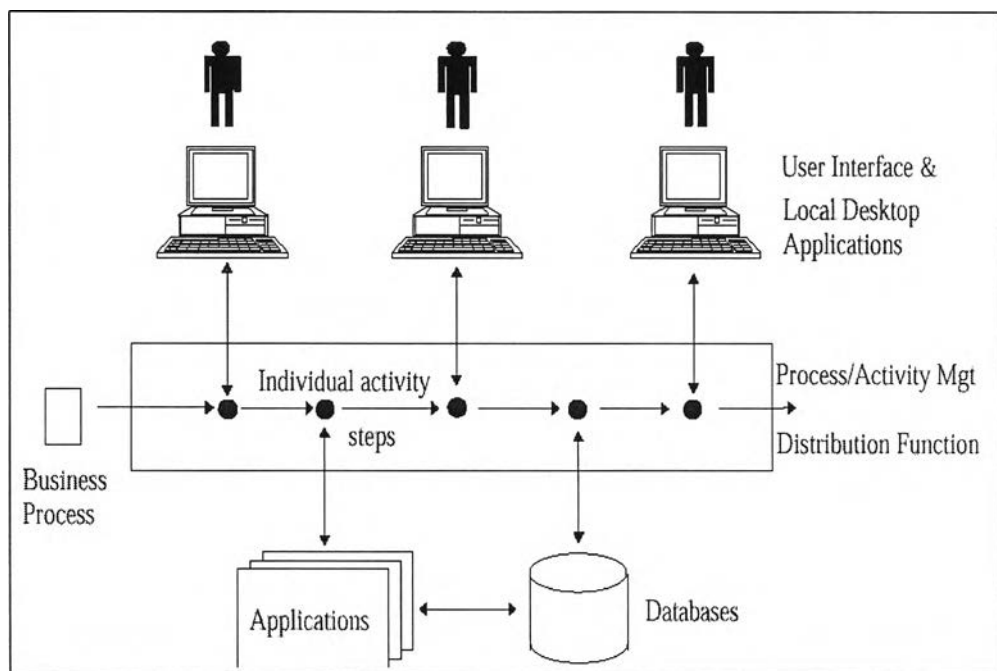 User Interface &
Local Desktop
Applications
Individual activity
steps
Process/Activity Mgt
Distribution Function
Business
Process
Applications
Databases